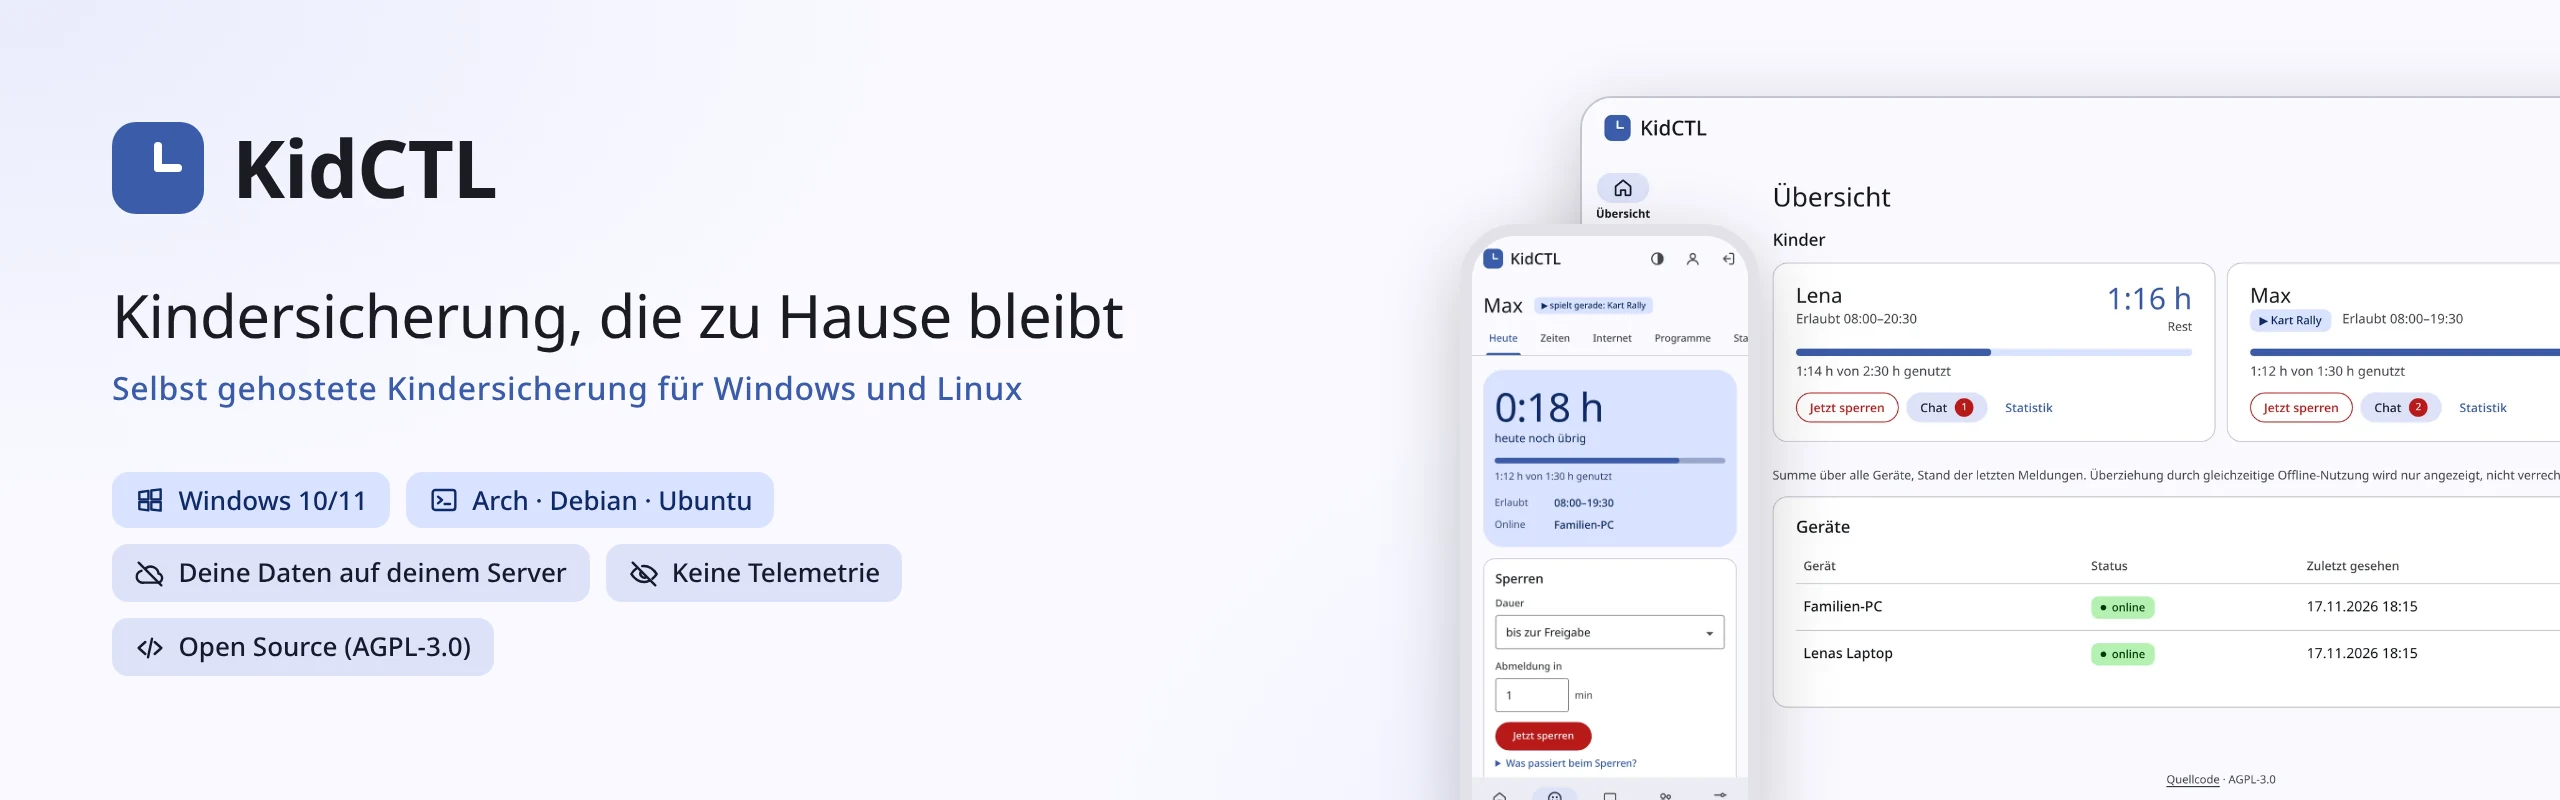 KidCTL
Kindersicherung, die zu Hause bleibt
Selbst gehostete Kindersicherung für Windows und Linux
Windows 10/11
Arch · Debian · Ubuntu
Deine Daten auf deinem Server
Keine Telemetrie
Open Source (AGPL-3.0)
KidCTL
Max
▶ spielt gerade: Kart Rally
Heute Zeiten Internet Programme Sta
0:18 h
heute noch übrig
1:12 h von 1:30 h genutzt
Erlaubt 08:00–19:30
Online Familien-PC
Sperren
Dauer
bis zur Freigabe
Abmeldung in
1 min
Jetzt sperren
▶ Was passiert beim Sperren?
KidCTL
Übersicht
Übersicht
Kinder
Lena
1:16 h
Erlaubt 08:00–20:30
Rest
1:14 h von 2:30 h genutzt
Jetzt sperren Chat 1 Statistik
Max
▶ Kart Rally Erlaubt 08:00–19:30
1:12 h von 1:30 h genutzt
Jetzt sperren Chat 2 Statistik
Summe über alle Geräte, Stand der letzten Meldungen. Überziehung durch gleichzeitige Offline-Nutzung wird nur angezeigt, nicht verrech
Geräte
Gerät Status Zuletzt gesehen
Familien-PC • online 17.11.2026 18:15
Lenas Laptop • online 17.11.2026 18:15
Quellcode · AGPL-3.0